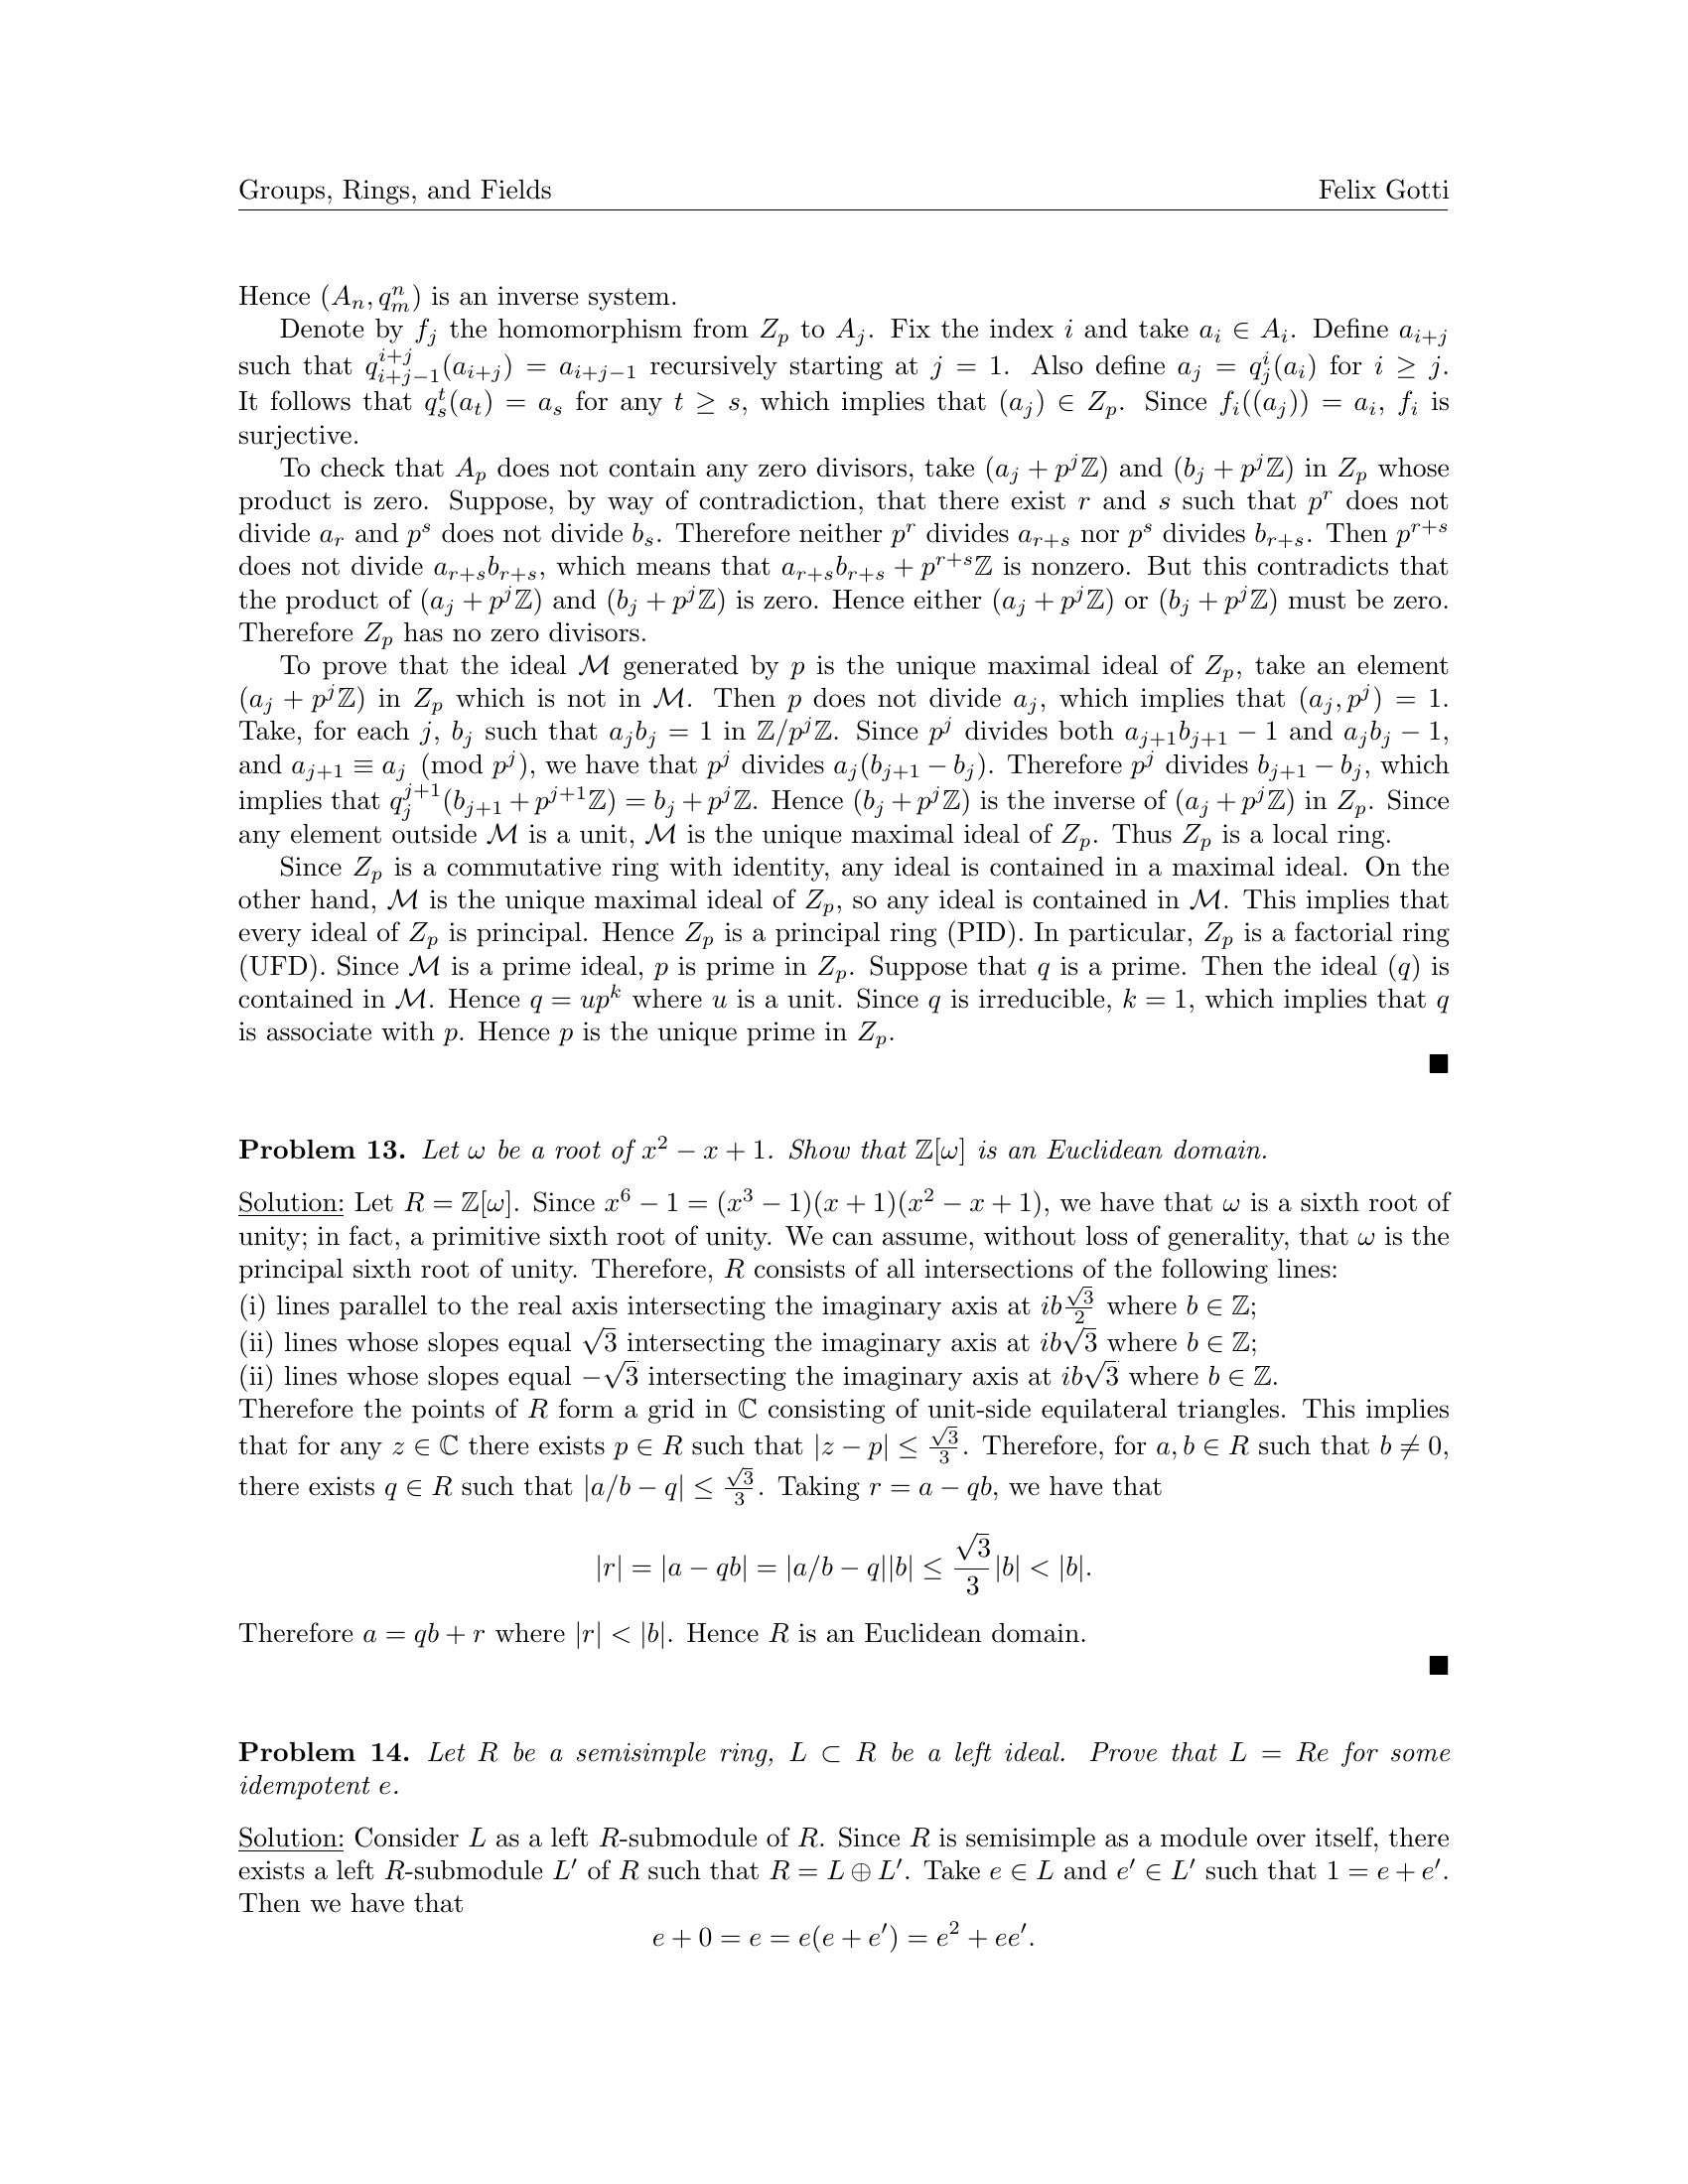 Groups, Rings, and Fields Felix Gotti
Hence $(A_n, q_m^n)$ is an inverse system.
Denote by $f_j$ the homomorphism from $Z_p$ to $A_j$. Fix the index $i$ and take $a_i \in A_i$. Define $a_{i+j}$
such that $q_{i+j-1}^{i+j}(a_{i+j}) = a_{i+j-1}$ recursively starting at $j = 1$. Also define $a_j = q_j^i(a_i)$ for $i \geq j$.
It follows that $q_s^t(a_t) = a_s$ for any $t \geq s$, which implies that $(a_j) \in Z_p$. Since $f_i((a_j)) = a_i$, $f_i$ is
surjective.
To check that $A_p$ does not contain any zero divisors, take $(a_j + p^j\mathbb{Z})$ and $(b_j + p^j\mathbb{Z})$ in $Z_p$ whose
product is zero. Suppose, by way of contradiction, that there exist $r$ and $s$ such that $p^r$ does not
divide $a_r$ and $p^s$ does not divide $b_s$. Therefore neither $p^r$ divides $a_{r+s}$ nor $p^s$ divides $b_{r+s}$. Then $p^{r+s}$
does not divide $a_{r+s}b_{r+s}$, which means that $a_{r+s}b_{r+s} + p^{r+s}\mathbb{Z}$ is nonzero. But this contradicts that
the product of $(a_j + p^j\mathbb{Z})$ and $(b_j + p^j\mathbb{Z})$ is zero. Hence either $(a_j + p^j\mathbb{Z})$ or $(b_j + p^j\mathbb{Z})$ must be zero.
Therefore $Z_p$ has no zero divisors.
To prove that the ideal $\mathcal{M}$ generated by $p$ is the unique maximal ideal of $Z_p$, take an element
$(a_j + p^j\mathbb{Z})$ in $Z_p$ which is not in $\mathcal{M}$. Then $p$ does not divide $a_j$, which implies that $(a_j, p^j) = 1$.
Take, for each $j$, $b_j$ such that $a_jb_j = 1$ in $\mathbb{Z}/p^j\mathbb{Z}$. Since $p^j$ divides both $a_{j+1}b_{j+1} - 1$ and $a_jb_j - 1$,
and $a_{j+1} \equiv a_j \pmod{p^j}$, we have that $p^j$ divides $a_j(b_{j+1} - b_j)$. Therefore $p^j$ divides $b_{j+1} - b_j$, which
implies that $q_j^{j+1}(b_{j+1} + p^{j+1}\mathbb{Z}) = b_j + p^j\mathbb{Z}$. Hence $(b_j + p^j\mathbb{Z})$ is the inverse of $(a_j + p^j\mathbb{Z})$ in $Z_p$. Since
any element outside $\mathcal{M}$ is a unit, $\mathcal{M}$ is the unique maximal ideal of $Z_p$. Thus $Z_p$ is a local ring.
Since $Z_p$ is a commutative ring with identity, any ideal is contained in a maximal ideal. On the
other hand, $\mathcal{M}$ is the unique maximal ideal of $Z_p$, so any ideal is contained in $\mathcal{M}$. This implies that
every ideal of $Z_p$ is principal. Hence $Z_p$ is a principal ring (PID). In particular, $Z_p$ is a factorial ring
(UFD). Since $\mathcal{M}$ is a prime ideal, $p$ is prime in $Z_p$. Suppose that $q$ is a prime. Then the ideal $(q)$ is
contained in $\mathcal{M}$. Hence $q = up^k$ where $u$ is a unit. Since $q$ is irreducible, $k = 1$, which implies that $q$
is associate with $p$. Hence $p$ is the unique prime in $Z_p$.
■
Problem 13. Let $\omega$ be a root of $x^2 - x + 1$. Show that $\mathbb{Z}[\omega]$ is an Euclidean domain.
Solution: Let $R = \mathbb{Z}[\omega]$. Since $x^6 - 1 = (x^3 - 1)(x + 1)(x^2 - x + 1)$, we have that $\omega$ is a sixth root of
unity; in fact, a primitive sixth root of unity. We can assume, without loss of generality, that $\omega$ is the
principal sixth root of unity. Therefore, $R$ consists of all intersections of the following lines:
(i) lines parallel to the real axis intersecting the imaginary axis at $ib\frac{\sqrt{3}}{2}$ where $b \in \mathbb{Z}$;
(ii) lines whose slopes equal $\sqrt{3}$ intersecting the imaginary axis at $ib\sqrt{3}$ where $b \in \mathbb{Z}$;
(ii) lines whose slopes equal $-\sqrt{3}$ intersecting the imaginary axis at $ib\sqrt{3}$ where $b \in \mathbb{Z}$.
Therefore the points of $R$ form a grid in $\mathbb{C}$ consisting of unit-side equilateral triangles. This implies
that for any $z \in \mathbb{C}$ there exists $p \in R$ such that $|z - p| \leq \frac{\sqrt{3}}{3}$. Therefore, for $a, b \in R$ such that $b \neq 0$,
there exists $q \in R$ such that $|a/b - q| \leq \frac{\sqrt{3}}{3}$. Taking $r = a - qb$, we have that
$|r| = |a - qb| = |a/b - q||b| \leq \frac{\sqrt{3}}{3}|b| < |b|.$
Therefore $a = qb + r$ where $|r| < |b|$. Hence $R$ is an Euclidean domain.
■
Problem 14. Let $R$ be a semisimple ring, $L \subset R$ be a left ideal. Prove that $L = Re$ for some
idempotent $e$.
Solution: Consider $L$ as a left $R$-submodule of $R$. Since $R$ is semisimple as a module over itself, there
exists a left $R$-submodule $L'$ of $R$ such that $R = L \oplus L'$. Take $e \in L$ and $e' \in L'$ such that $1 = e + e'$.
Then we have that
$e + 0 = e = e(e + e') = e^2 + ee'.$